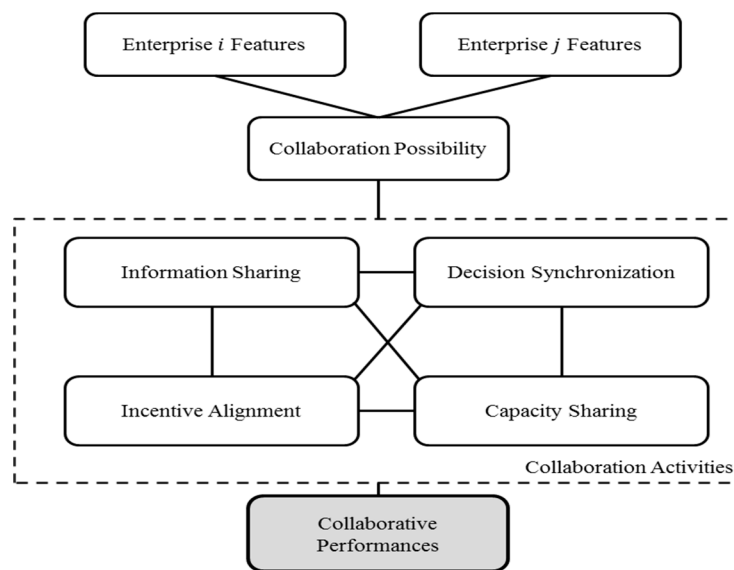 Enterprise i Features
Enterprise j Features
Collaboration Possibility
Information Sharing
Decision Synchronization
Incentive Alignment
Capacity Sharing
Collaboration Activities
Collaborative
Performances